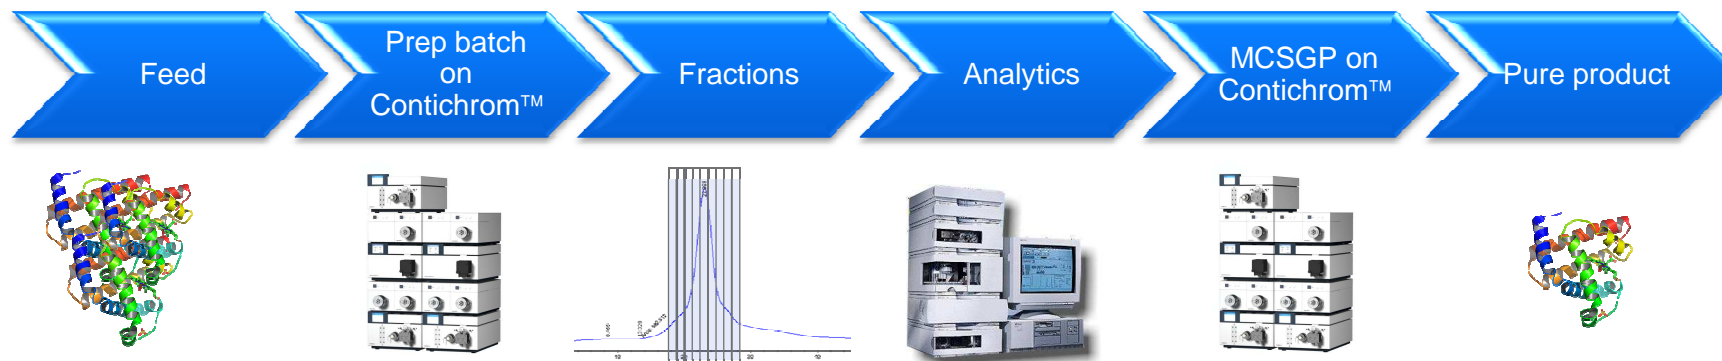 Feed
Prep batch
on
Contichrom™
Fractions
Analytics
MCSGP on
Contichrom™
Pure product